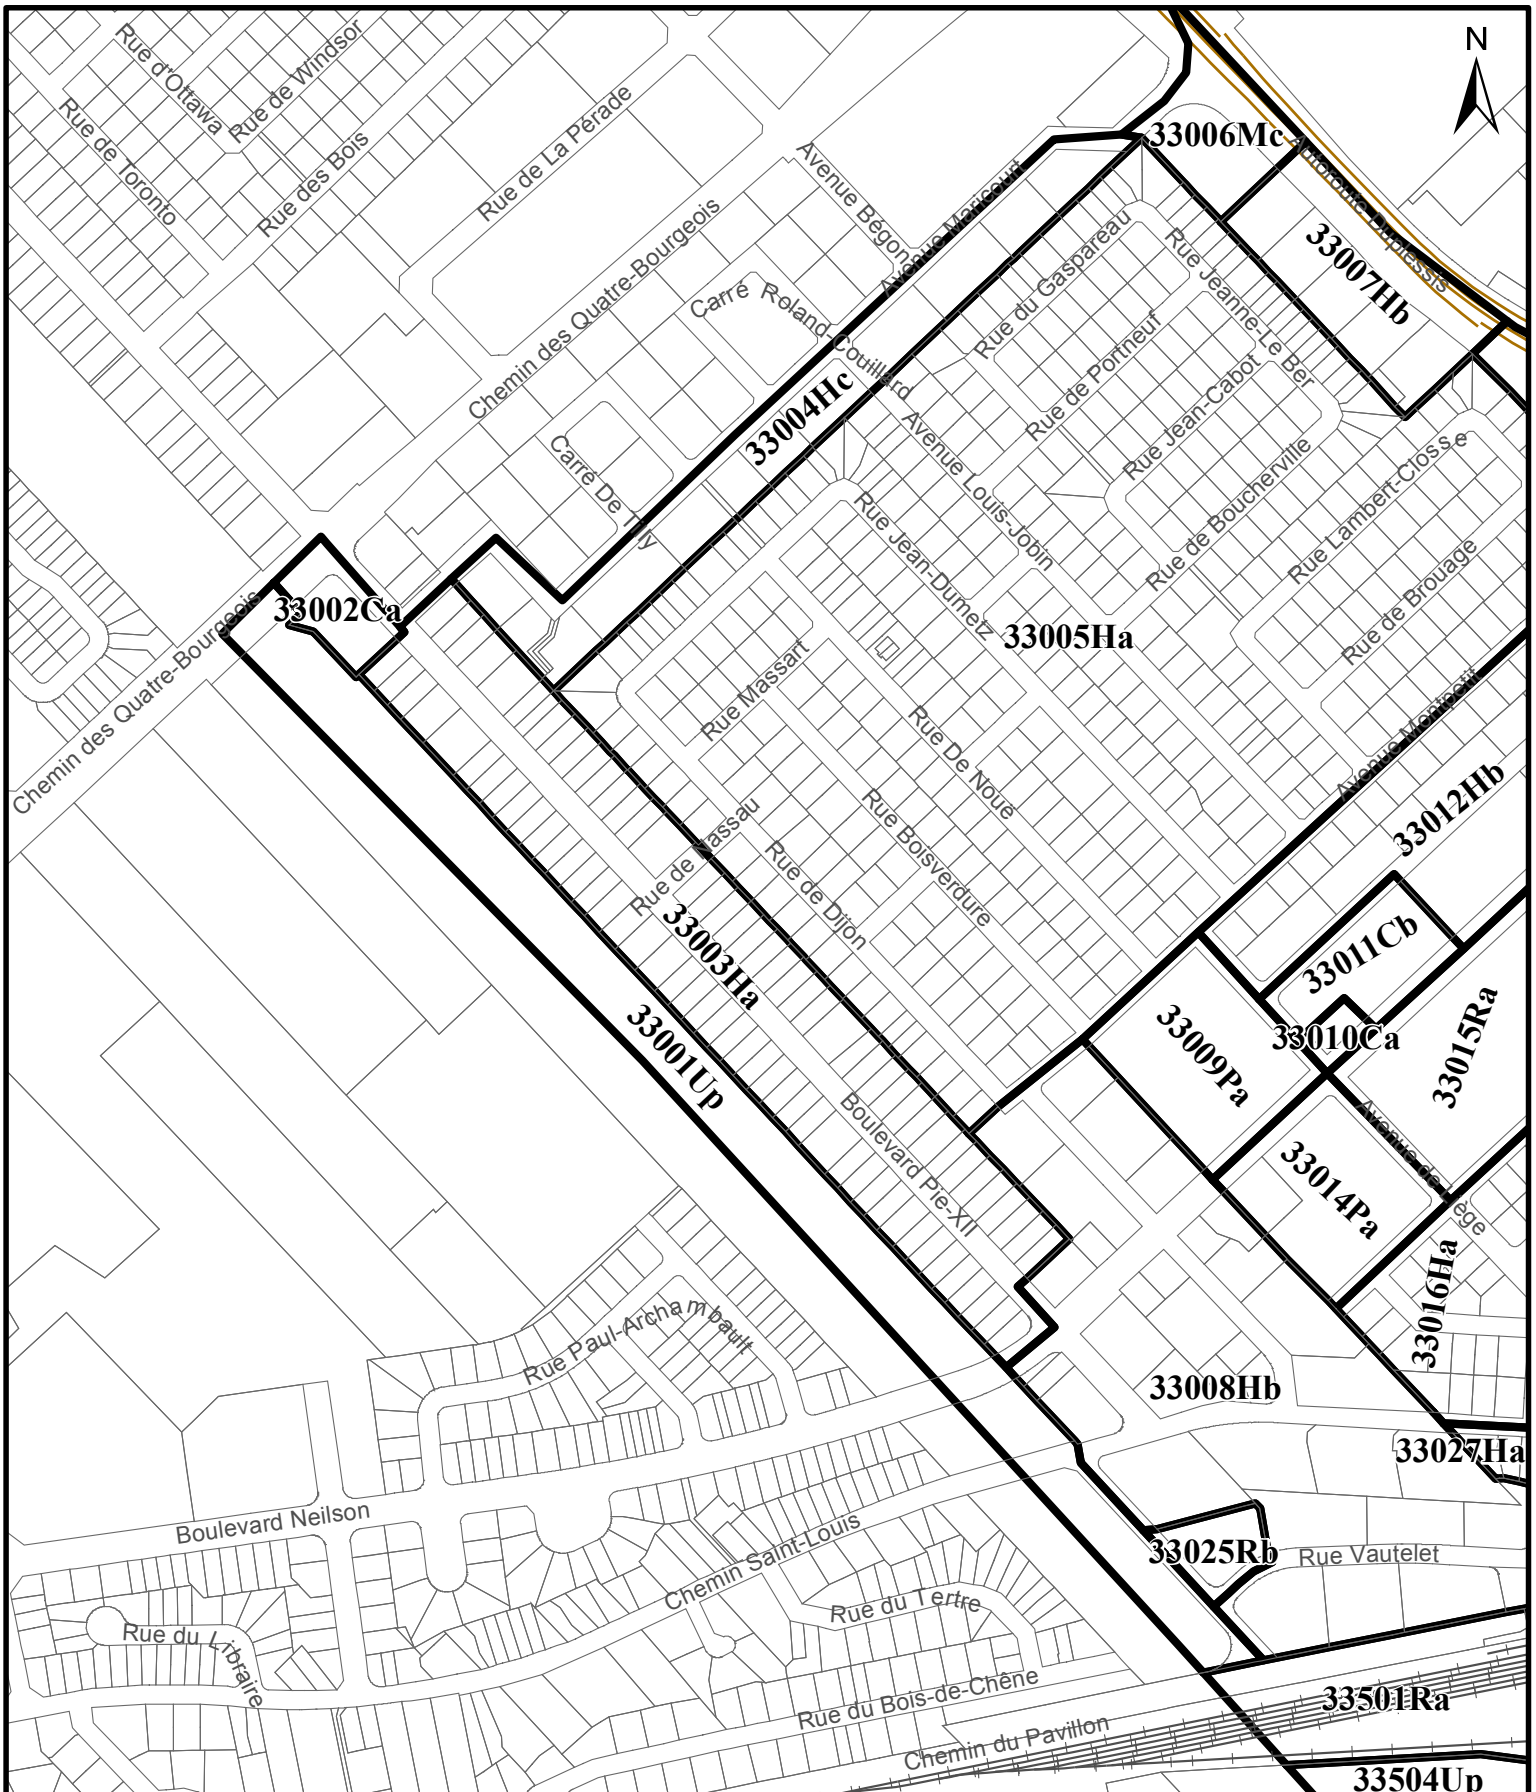 N
Rue d'Ottawa
Rue de Windsor
Rue de Toronto
Rue des Bois
Rue de La Pérade
Avenue Maricourt
33006Mc
Autoroute Duplessis
33007Hb
Chemin des Quatre-Bourgeois
Carré Roland-Couillard
Rue du Gaspareau
Rue Jeanne-Le Ber
Rue de Portneuf
Rue Jean-Cabot
33004Hc
Carré De Tilly
Avenue Louis-Jobin
Rue de Boucherville
Rue Lambert-Closse
Rue Jean-Dumetz
33002Ca
33005Ha
Rue de Brouage
Chemin des Quatre-Bourgeois
Rue Massart
Rue De Noué
Avenue Montpetit
33012Hb
Rue de Nassau
Rue de Dijon
Rue Boisverdure
33003Ha
33011Cb
33001Up
33009Pa
33010Ca
33015Ra
Boulevard Pie-XII
33014Pa
Avenue de Liège
33016Ha
Rue Paul-Archambault
33008Hb
33027Ha
Boulevard Neilson
Chemin Saint-Louis
33025Rb
Rue Vautelet
Rue du Tertre
Rue du Libraire
Rue du Bois-de-Chêne
33501Ra
Chemin du Pavillon
33504Up